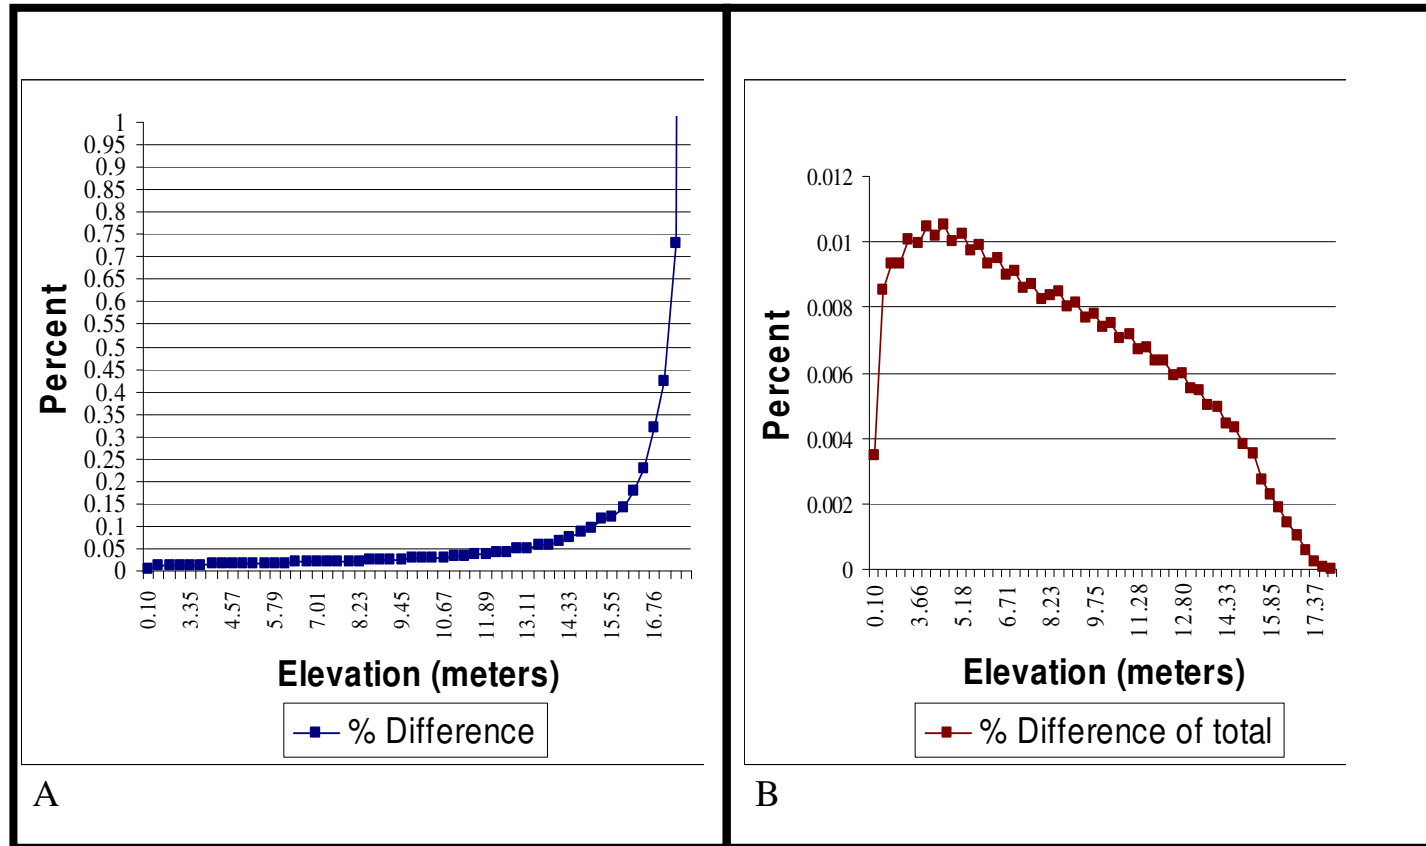 1
0.95
0.9
0.85
0.8
0.75
0.7
0.65
0.6
0.55
0.5
0.45
0.4
0.35
0.3
0.25
0.2
0.15
0.1
0.05
0
Percent
0.10 3.35 4.57 5.79 7.01 8.23 9.45 10.67 11.89 13.11 14.33 15.55 16.76
Elevation (meters)
% Difference
A
0.012
0.01
0.008
0.006
0.004
0.002
0
Percent
0.10 3.66 5.18 6.71 8.23 9.75 11.28 12.80 14.33 15.85 17.37
Elevation (meters)
% Difference of total
B